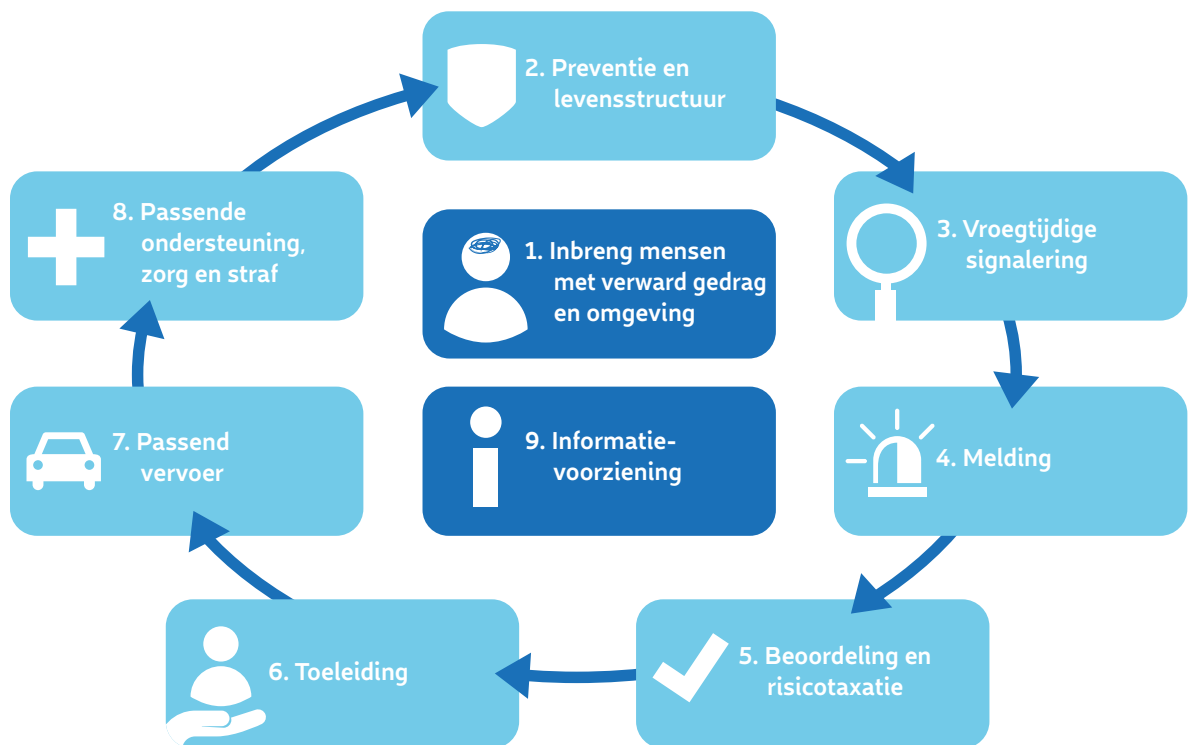 2. Preventie en
levensstructuur
8. Passende
ondersteuning,
zorg en straf
1. Inbreng mensen
met verward gedrag
en omgeving
3. Vroegtijdige
signalering
7. Passend
vervoer
9. Informatie-
voorziening
4. Melding
6. Toeleiding
5. Beoordeling en
risicotaxatie